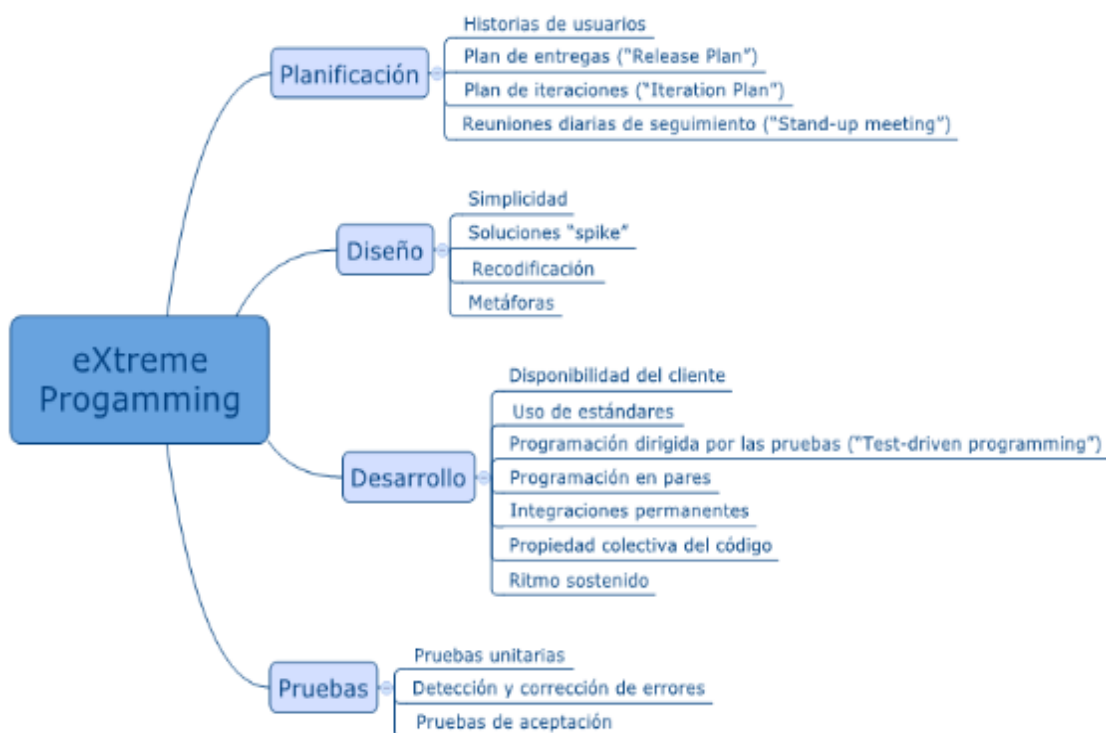 Historias de usuarios
Planificación
Plan de entregas ("Release Plan")
Plan de iteraciones ("Iteration Plan")
Reuniones diarias de seguimiento ("Stand-up meeting")
Simplicidad
Diseño
Soluciones "spike"
Recodificación
Metáforas
eXtreme
Progamming
Disponibilidad del cliente
Uso de estándares
Programación dirigida por las pruebas ("Test-driven programming")
Desarrollo
Programación en pares
Integraciones permanentes
Propiedad colectiva del código
Ritmo sostenido
Pruebas unitarias
Pruebas
Detección y corrección de errores
Pruebas de aceptación